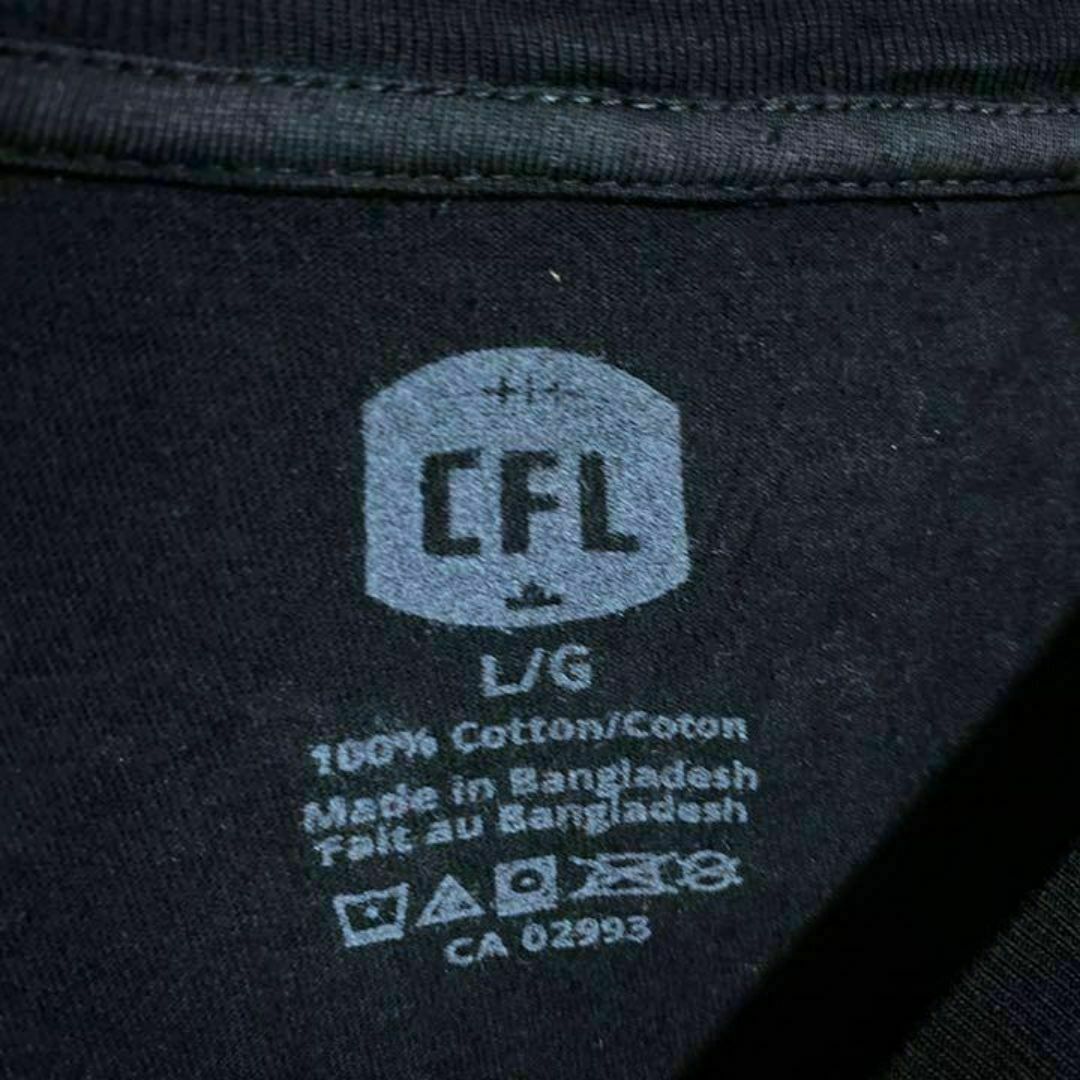 CFL
L/G
100% Cotton/Coton
Made in Bangladesh
Fait au Bangladesh
CA 02993